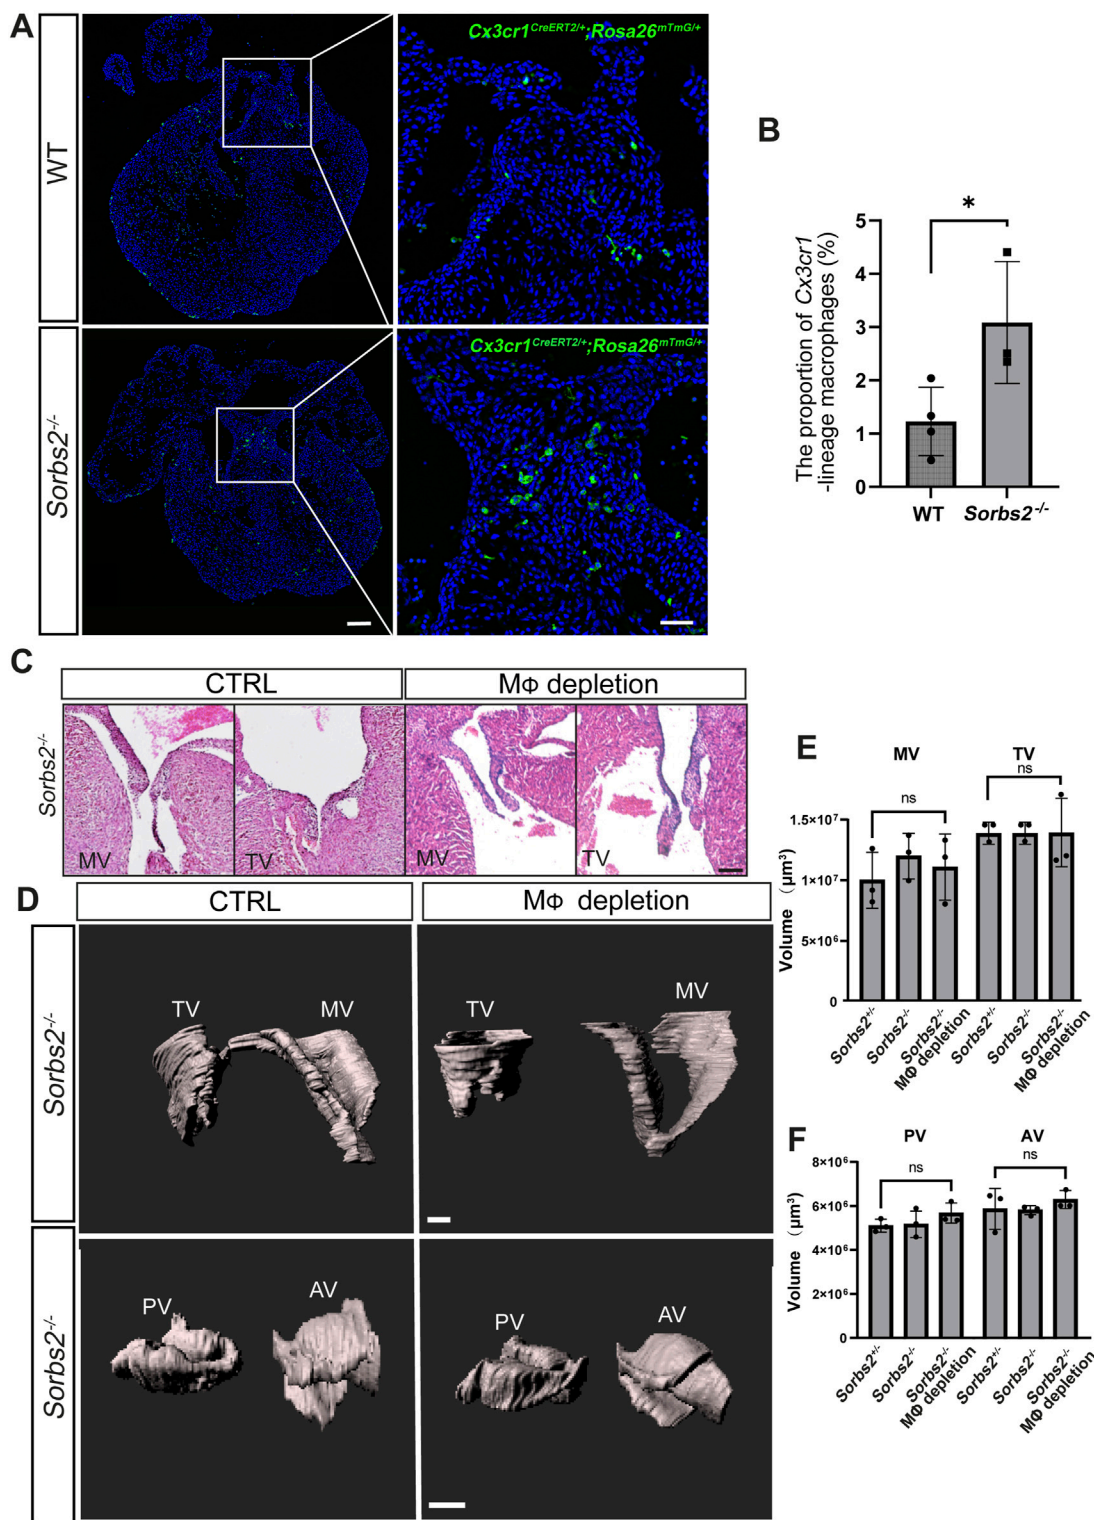 A
WT
Cx3cr1CreERT2/+;Rosa26mTmG/+
Sorbs2-/-
Cx3cr1CreERT2/+;Rosa26mTmG/+
B
The proportion of Cx3cr1
-lineage macrophages (%)
5
4
3
2
1
0
*
WT
Sorbs2-/-
C
CTRL
MΦ depletion
Sorbs2-/-
MV
TV
MV
TV
D
CTRL
MΦ depletion
Sorbs2-/-
TV
MV
TV
MV
Sorbs2-/-
PV
AV
PV
AV
E
MV
TV
ns
ns
Volume (μm³)
1.5×10⁷
1×10⁷
5×10⁶
0
Sorbs2+/-
Sorbs2-/-
Sorbs2-/-
MΦ depletion
Sorbs2+/-
Sorbs2-/-
Sorbs2-/-
MΦ depletion
F
PV
AV
ns
ns
Volume (μm³)
8×10⁶
6×10⁶
4×10⁶
2×10⁶
0
Sorbs2+/-
Sorbs2-/-
Sorbs2-/-
MΦ depletion
Sorbs2+/-
Sorbs2-/-
Sorbs2-/-
MΦ depletion